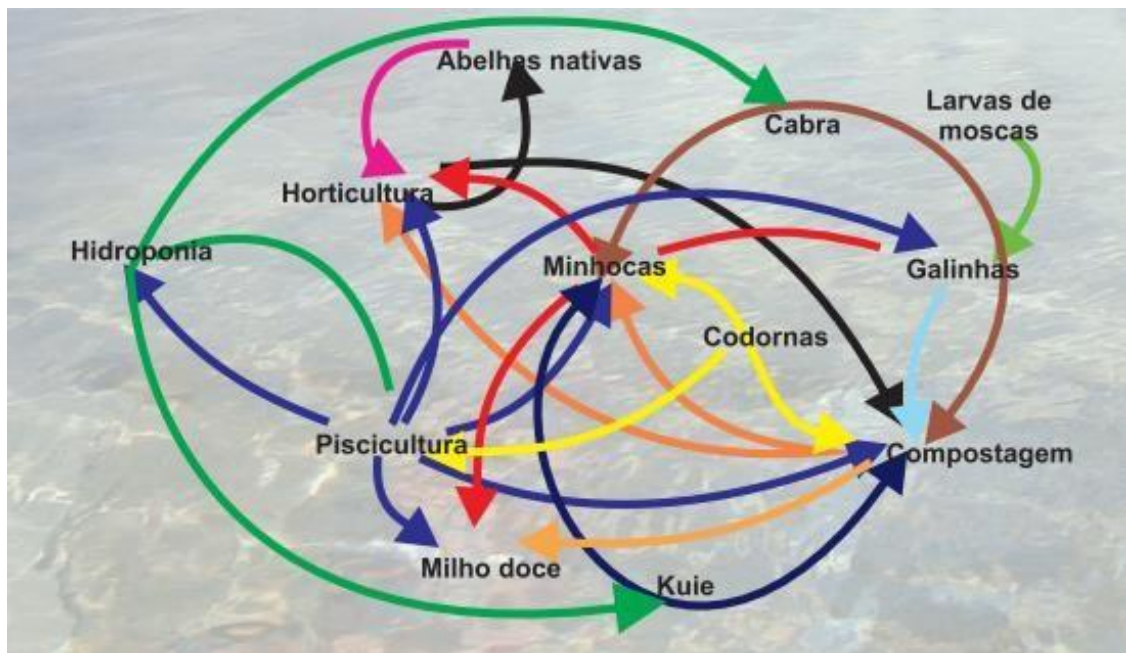 Abelhas nativas
Larvas de
moscas
Cabra
Horticultura
Hidroponia
Minhocas
Galinhas
Codornas
Piscicultura
Compostagem
Milho doce
Kuie